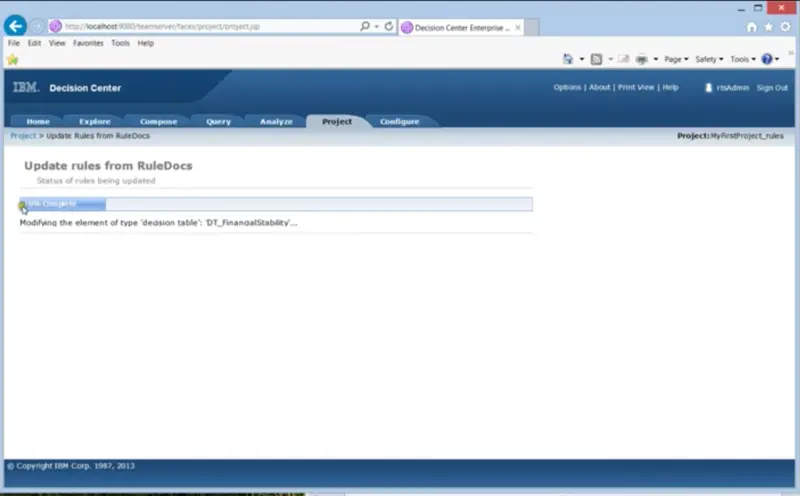 http://localhost:9080/teamserver/faces/project/project.jsp
Decision Center Enterprise ...
File Edit View Favorites Tools Help
Page Safety Tools
IBM. Decision Center
Options | About | Print View | Help rtsAdmin Sign Out
Home Explore Compose Query Analyze Project Configure
Project > Update Rules from RuleDocs
Project:MyFirstProject_rules
Update rules from RuleDocs
Status of rules being updated
Complete
Modifying the element of type 'decision table': 'DT_FinancialStability'...
© Copyright IBM Corp. 1987, 2013